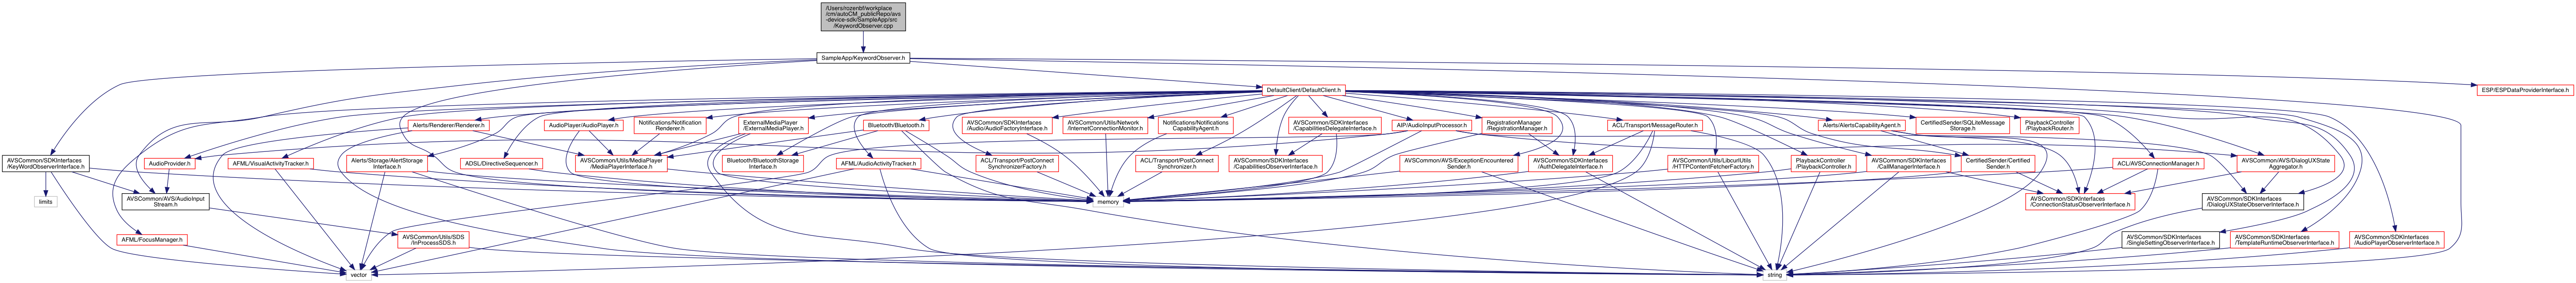 /Users/rozenbf/workplace
/cm/autoCM_publicRepo/avs
-device-sdk/SampleApp/src
/KeywordObserver.cpp
SampleApp/KeywordObserver.h
DefaultClient/DefaultClient.h
ESP/ESPDataProviderInterface.h
Alerts/Renderer/Renderer.h
AudioPlayer/AudioPlayer.h
Notifications/Notification
Renderer.h
ExternalMediaPlayer
/ExternalMediaPlayer.h
Bluetooth/Bluetooth.h
AVSCommon/SDKInterfaces
/Audio/AudioFactoryInterface.h
AVSCommon/Utils/Network
/InternetConnectionMonitor.h
Notifications/Notifications
CapabilityAgent.h
AVSCommon/SDKInterfaces
/CapabilitiesDelegateInterface.h
AIP/AudioInputProcessor.h
RegistrationManager
/RegistrationManager.h
ACL/Transport/MessageRouter.h
Alerts/AlertsCapabilityAgent.h
CertifiedSender/SQLiteMessage
Storage.h
PlaybackController
/PlaybackRouter.h
AVSCommon/SDKInterfaces
/KeyWordObserverInterface.h
AudioProvider.h
AFML/VisualActivityTracker.h
Alerts/Storage/AlertStorage
Interface.h
ADSL/DirectiveSequencer.h
AVSCommon/Utils/MediaPlayer
/MediaPlayerInterface.h
Bluetooth/BluetoothStorage
Interface.h
AFML/AudioActivityTracker.h
ACL/Transport/PostConnect
SynchronizerFactory.h
ACL/Transport/PostConnect
Synchronizer.h
AVSCommon/SDKInterfaces
/CapabilitiesObserverInterface.h
AVSCommon/AVS/ExceptionEncountered
Sender.h
AVSCommon/SDKInterfaces
/AuthDelegateInterface.h
AVSCommon/Utils/LibcurlUtils
/HTTPContentFetcherFactory.h
PlaybackController
/PlaybackController.h
AVSCommon/SDKInterfaces
/CallManagerInterface.h
CertifiedSender/Certified
Sender.h
ACL/AVSConnectionManager.h
AVSCommon/AVS/DialogUXState
Aggregator.h
limits
AVSCommon/AVS/AudioInput
Stream.h
memory
AVSCommon/SDKInterfaces
/ConnectionStatusObserverInterface.h
AVSCommon/SDKInterfaces
/DialogUXStateObserverInterface.h
AFML/FocusManager.h
AVSCommon/Utils/SDS
/InProcessSDS.h
AVSCommon/SDKInterfaces
/SingleSettingObserverInterface.h
AVSCommon/SDKInterfaces
/TemplateRuntimeObserverInterface.h
AVSCommon/SDKInterfaces
/AudioPlayerObserverInterface.h
vector
string